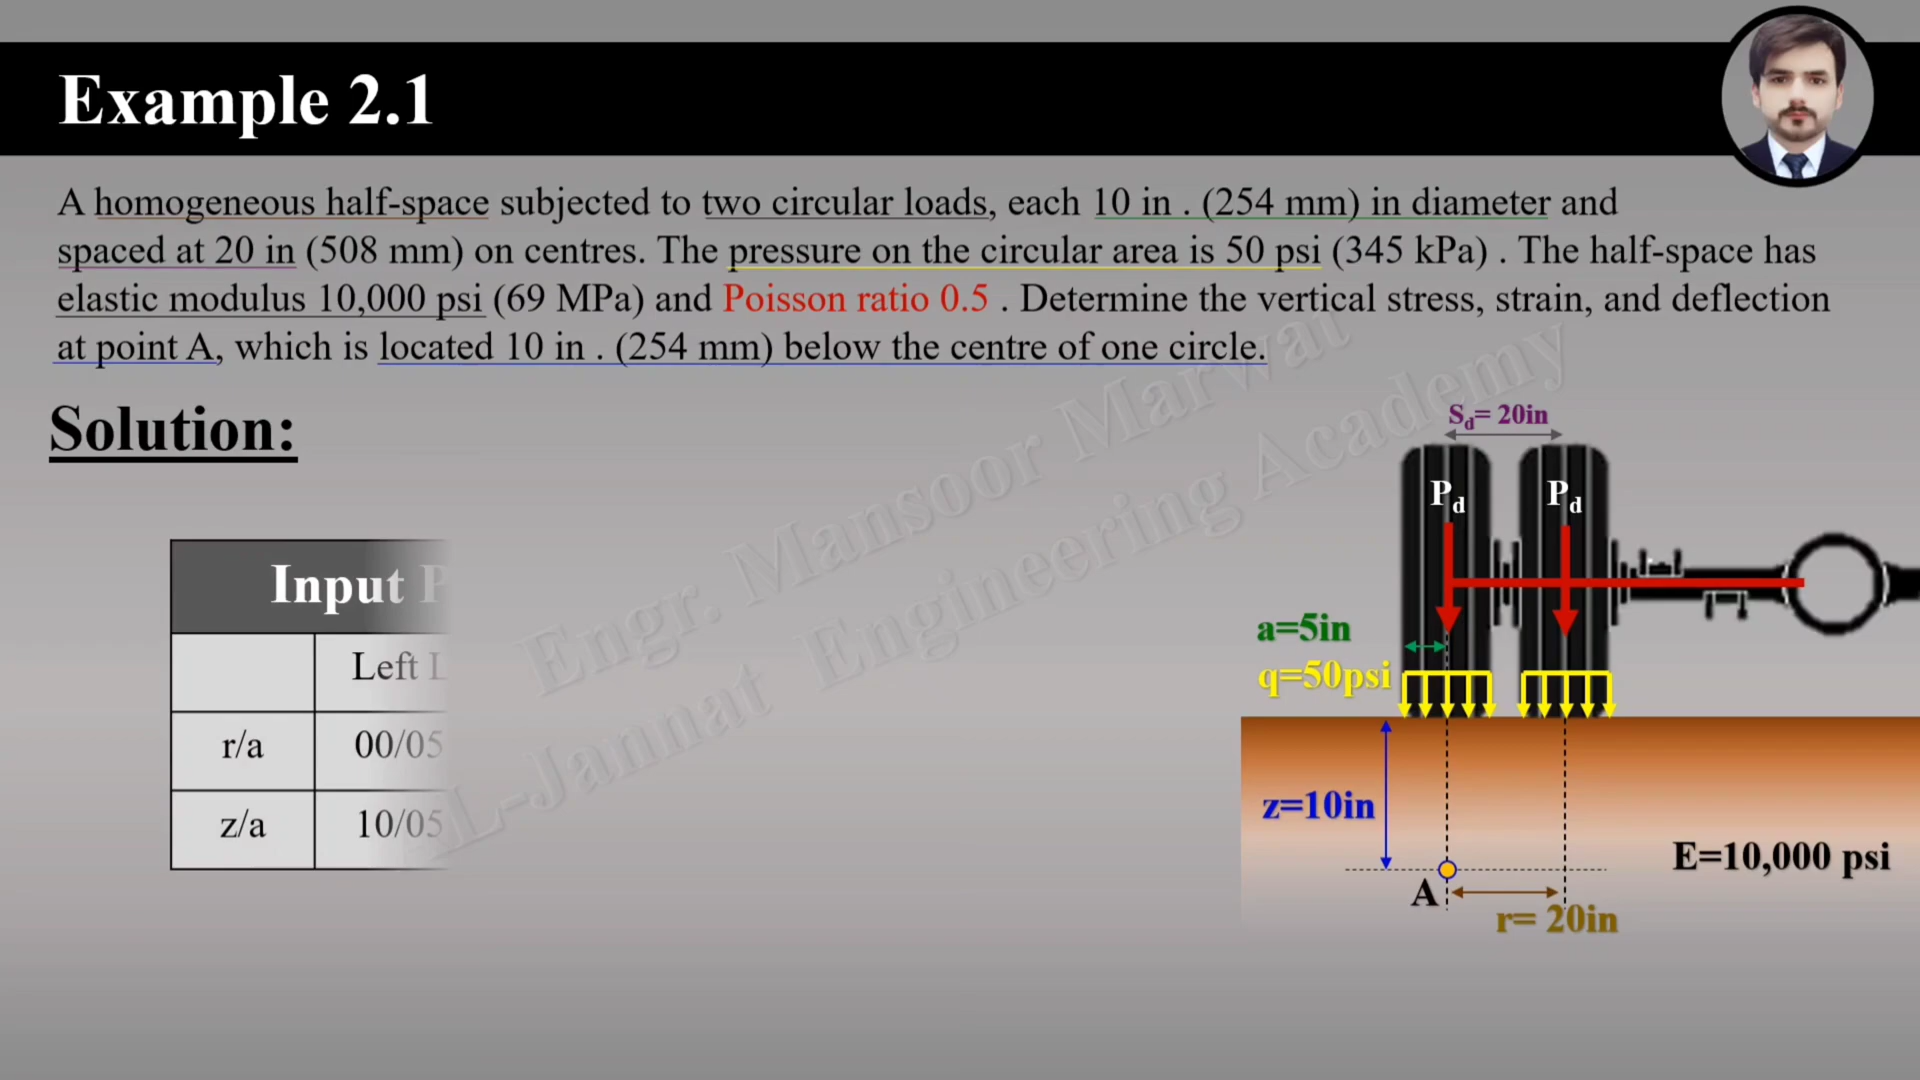 Example 2.1
A homogeneous half-space subjected to two circular loads, each 10 in . (254 mm) in diameter and
spaced at 20 in (508 mm) on centres. The pressure on the circular area is 50 psi (345 kPa) . The half-space has
elastic modulus 10,000 psi (69 MPa) and Poisson ratio 0.5 . Determine the vertical stress, strain, and deflection
at point A, which is located 10 in . (254 mm) below the centre of one circle.
Solution:
Sd= 20in
Pd Pd
Input P
Left L
r/a 00/05
z/a 10/05
a=5in
q=50psi
z=10in
E=10,000 psi
A
r= 20in
Engr. Mansoor Marwat
AL-Jannat Engineering Academy